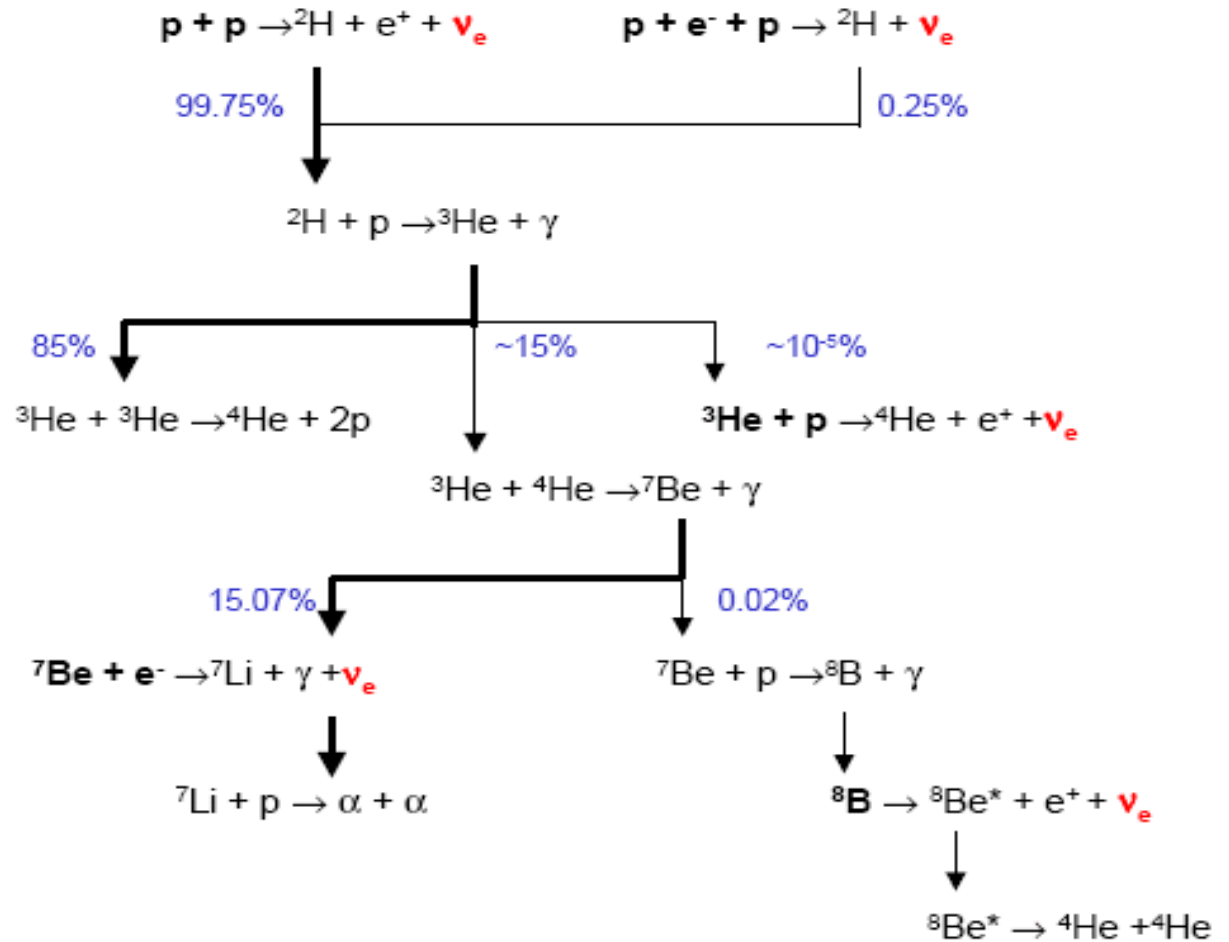 p + p →²H + e⁺ + νₑ
p + e⁻ + p → ²H + νₑ
99.75%
0.25%
²H + p →³He + γ
85%
~15%
~10⁻⁵%
³He + ³He →⁴He + 2p
³He + p →⁴He + e⁺ +νₑ
³He + ⁴He →⁷Be + γ
15.07%
0.02%
⁷Be + e⁻ →⁷Li + γ +νₑ
⁷Be + p →⁸B + γ
⁷Li + p → α + α
⁸B → ⁸Be* + e⁺ + νₑ
⁸Be* → ⁴He +⁴He